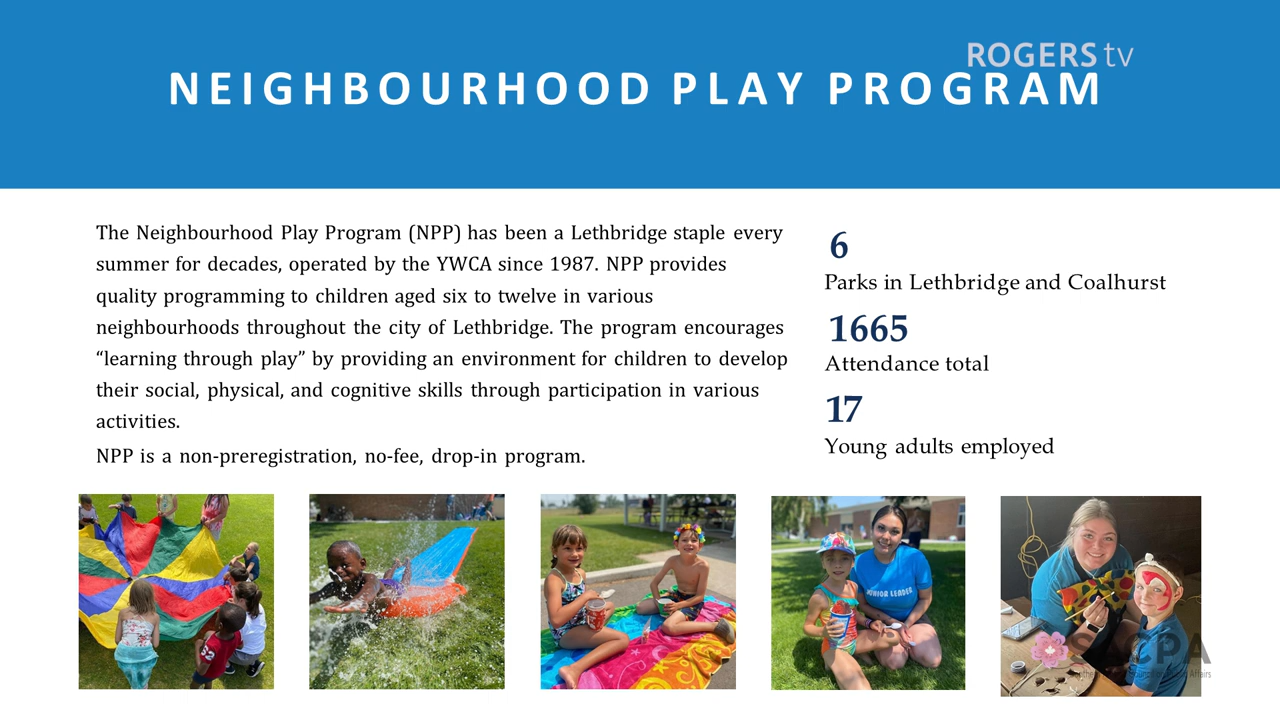 ROGERS tv
NEIGHBOURHOOD PLAY PROGRAM
The Neighbourhood Play Program (NPP) has been a Lethbridge staple every
summer for decades, operated by the YWCA since 1987. NPP provides
quality programming to children aged six to twelve in various
neighbourhoods throughout the city of Lethbridge. The program encourages
“learning through play” by providing an environment for children to develop
their social, physical, and cognitive skills through participation in various
activities.
NPP is a non-preregistration, no-fee, drop-in program.
6
Parks in Lethbridge and Coalhurst
1665
Attendance total
17
Young adults employed
52
JUNIOR LEADER
SACPA
Affairs